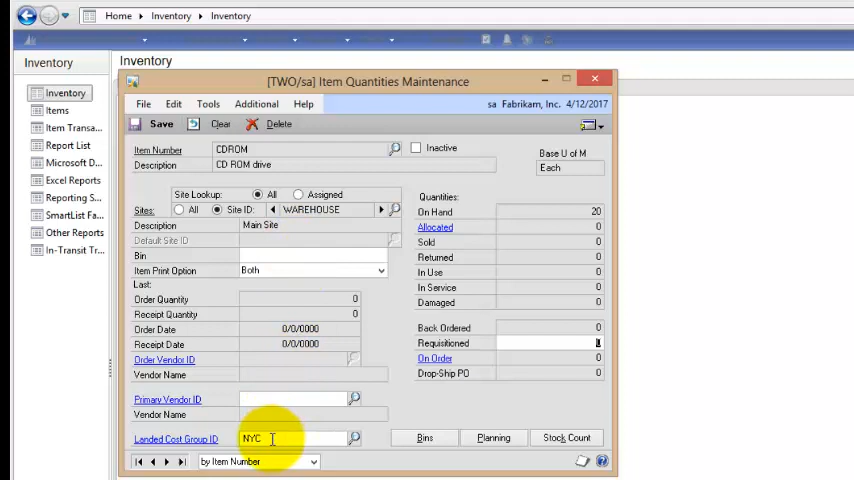 Home Inventory Inventory
Inventory
Inventory
Items
Item Transa...
Report List
Microsoft D...
Excel Reports
Reporting S...
SmartList Fa...
Other Reports
In-Transit Tr...
Inventory
[TWO/sa] Item Quantities Maintenance
File Edit Tools Additional Help
sa Fabrikam, Inc. 4/12/2017
Save Clear Delete
Item Number CDROM Inactive
Description CD ROM drive
Base U of M
Each
Site Lookup: All Assigned
Sites: All Site ID: WAREHOUSE
Description Main Site
Default Site ID
Bin
Item Print Option Both
Last:
Order Quantity 0
Receipt Quantity 0
Order Date 0/0/0000
Receipt Date 0/0/0000
Order Vendor ID
Vendor Name
Primary Vendor ID
Vendor Name
Landed Cost Group ID NYC
Quantities:
On Hand 20
Allocated 0
Sold 0
Returned 0
In Use 0
In Service 0
Damaged 0
Back Ordered 0
Requisitioned
On Order 0
Drop-Ship PO 0
Bins Planning Stock Count
by Item Number